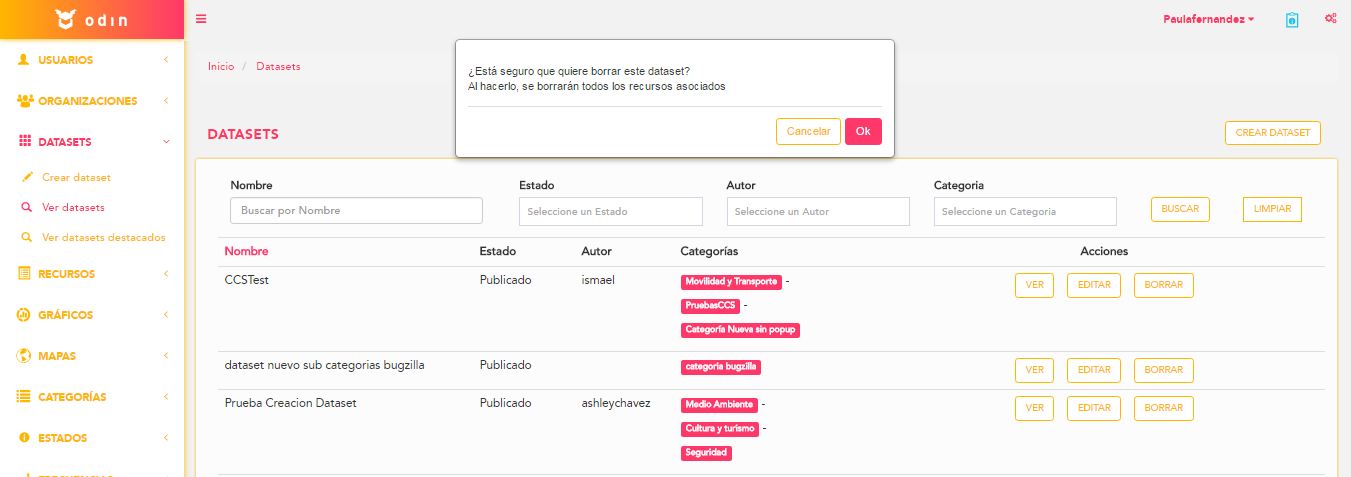 odin
Paulafernandez
USUARIOS
ORGANIZACIONES
DATASETS
Crear dataset
Ver datasets
Ver datasets destacados
RECURSOS
GRÁFICOS
MAPAS
CATEGORÍAS
ESTADOS
Inicio / Datasets
¿Está seguro que quiere borrar este dataset?
Al hacerlo, se borrarán todos los recursos asociados
Cancelar Ok
DATASETS CREAR DATASET
Nombre Estado Autor Categoria
Buscar por Nombre Seleccione un Estado Seleccione un Autor Seleccione un Categoria BUSCAR LIMPIAR
Nombre Estado Autor Categorías Acciones
CCSTest Publicado ismael Movilidad y Transporte - VER EDITAR BORRAR
PruebasCCS -
Categoría Nueva sin popup
dataset nuevo sub categorias bugzilla Publicado categoria bugzilla VER EDITAR BORRAR
Prueba Creacion Dataset Publicado ashleychavez Medio Ambiente - VER EDITAR BORRAR
Cultura y turismo -
Seguridad